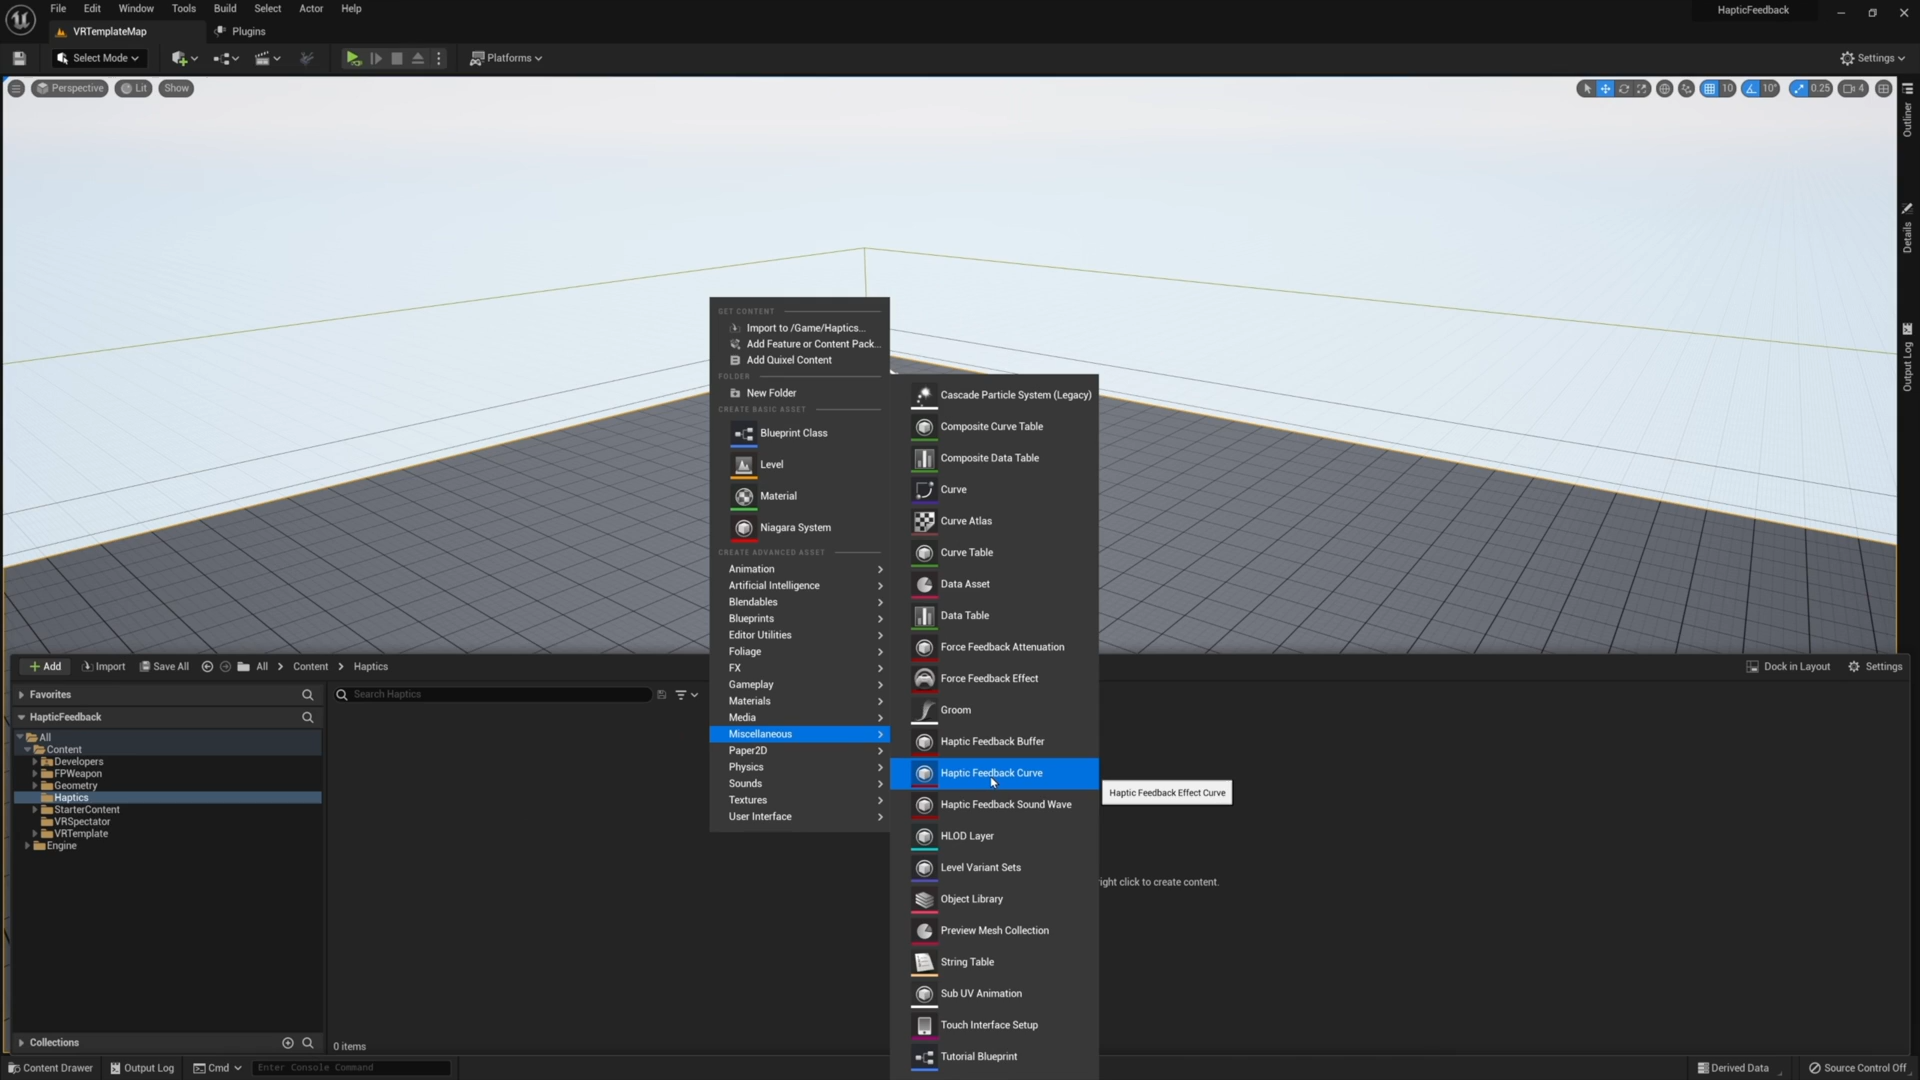 File Edit Window Tools Build Select Actor Help
HapticFeedback
VRTemplateMap
Plugins
Select Mode
Platforms
Settings
Perspective Lit Show
10 10° 0.25 4
Outliner
Details
Output Log
GET CONTENT
Import to /Game/Haptics...
Add Feature or Content Pack...
Add Quixel Content
FOLDER
New Folder
CREATE BASIC ASSET
Blueprint Class
Level
Material
Niagara System
CREATE ADVANCED ASSET
Animation
Artificial Intelligence
Blendables
Blueprints
Editor Utilities
Foliage
FX
Gameplay
Materials
Media
Miscellaneous
Paper2D
Physics
Sounds
Textures
User Interface
Cascade Particle System (Legacy)
Composite Curve Table
Composite Data Table
Curve
Curve Atlas
Curve Table
Data Asset
Data Table
Force Feedback Attenuation
Force Feedback Effect
Groom
Haptic Feedback Buffer
Haptic Feedback Curve
Haptic Feedback Sound Wave
HLOD Layer
Level Variant Sets
Object Library
Preview Mesh Collection
String Table
Sub UV Animation
Touch Interface Setup
Tutorial Blueprint
Haptic Feedback Effect Curve
Add Import Save All All Content Haptics
Dock in Layout Settings
Favorites
Search Haptics
HapticFeedback
All
Content
Developers
FPWeapon
Geometry
Haptics
StarterContent
VRSpectator
VRTemplate
Engine
right click to create content.
Collections
0 items
Content Drawer Output Log Cmd Enter Console Command
Derived Data Source Control Off